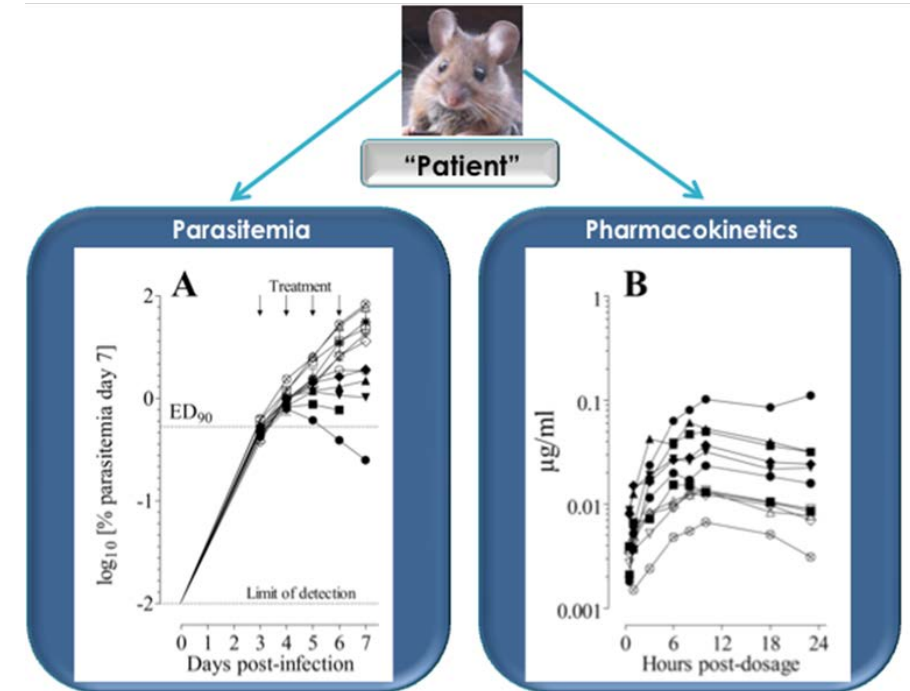 “Patient”
Parasitemia
Pharmacokinetics
A
Treatment
2
0
-1
-2
log10 [% parasitemia day 7]
ED90
Limit of detection
0 1 2 3 4 5 6 7
Days post-infection
B
1
0.1
0.01
0.001
µg/ml
0 6 12 18 24
Hours post-dosage